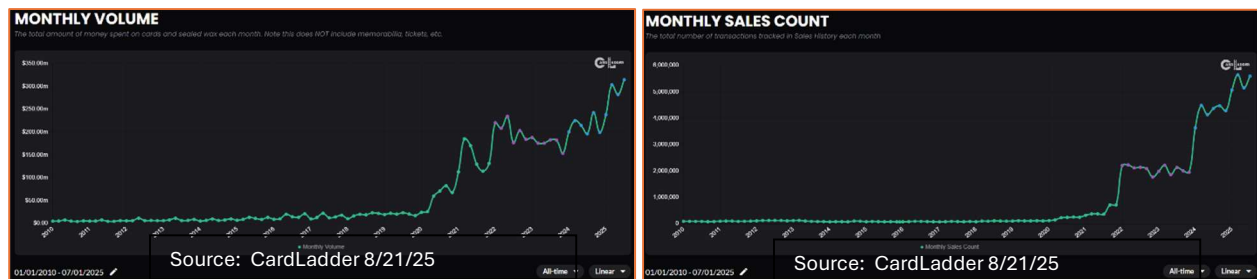 MONTHLY VOLUME
The total amount of money spent on cards and sealed wax each month. Note this does NOT include memorabilia, tickets, etc.
$350.00m
$300.00m
$250.00m
$200.00m
$150.00m
$100.00m
$50.00m
$0.00
2010 2011 2012 2013 2014 2015 2016 2017 2018 2019 2020 2021 2022 2023 2024 2025
Monthly Volume
Source: CardLadder 8/21/25
01/01/2010 - 07/01/2025
All-time
Linear
MONTHLY SALES COUNT
The total number of transactions tracked in Sales History each month
6,000,000
5,000,000
4,000,000
3,000,000
2,000,000
1,000,000
0
2010 2011 2012 2013 2014 2015 2016 2017 2018 2019 2020 2021 2022 2023 2024 2025
Monthly Sales Count
Source: CardLadder 8/21/25
01/01/2010 - 07/01/2025
All-time
Linear